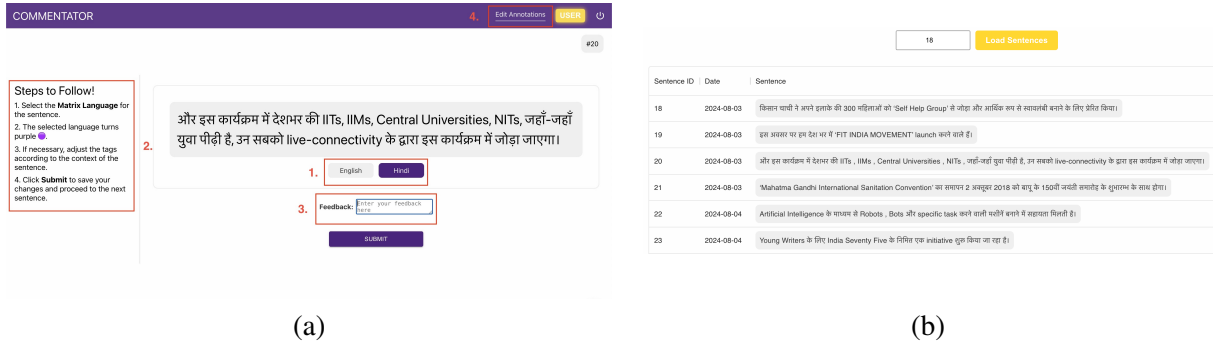 COMMENTATOR
4.
Edit Annotations
USER
#20
Steps to Follow!
1. Select the Matrix Language for
the sentence.
2. The selected language turns
purple
3. If necessary, adjust the tags
according to the context of the
sentence.
4. Click Submit to save your
changes and proceed to the next
sentence.
2.
और इस कार्यक्रम में देशभर की IITs, IIMs, Central Universities, NITs, जहाँ-जहाँ
युवा पीढ़ी है, उन सबको live-connectivity के द्वारा इस कार्यक्रम में जोड़ा जाएगा।
1.
English
Hindi
3.
Feedback:
Enter your feedback
here
SUBMIT
(a)
18
Load Sentences
Sentence ID Date Sentence
18 2024-08-03 किसान चाची ने अपने इलाके की 300 महिलाओं को 'Self Help Group' से जोड़ा और आर्थिक रूप से स्वावलंबी बनाने के लिए प्रेरित किया।
19 2024-08-03 इस अवसर पर हम देश भर में 'FIT INDIA MOVEMENT' launch करने वाले हैं।
20 2024-08-03 और इस कार्यक्रम में देशभर की IITs , IIMs , Central Universities , NITs , जहाँ-जहाँ युवा पीढ़ी है, उन सबको live-connectivity के द्वारा इस कार्यक्रम में जोड़ा जाएगा।
21 2024-08-03 'Mahatma Gandhi International Sanitation Convention' का समापन 2 अक्टूबर 2018 को बापू के 150वीं जयंती समारोह के शुभारम्भ के साथ होगा।
22 2024-08-04 Artificial Intelligence के माध्यम से Robots , Bots और specific task करने वाली मशीनें बनाने में सहायता मिलती है।
23 2024-08-04 Young Writers के लिए India Seventy Five के निमित्त एक initiative शुरू किया जा रहा है।
(b)